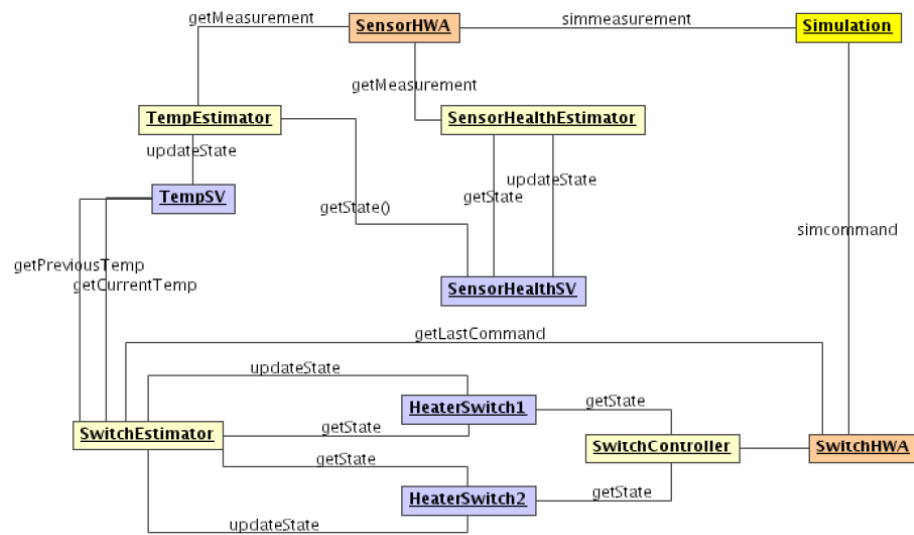 getMeasurement
SensorHWA
simmeasurement
Simulation
getMeasurement
TempEstimator
SensorHealthEstimator
updateState
updateState
TempSV
getState
getState()
simcommand
getPreviousTemp
getCurrentTemp
SensorHealthSV
getLastCommand
updateState
HeaterSwitch1
getState
getState
SwitchEstimator
SwitchController
SwitchHWA
getState
HeaterSwitch2
getState
updateState